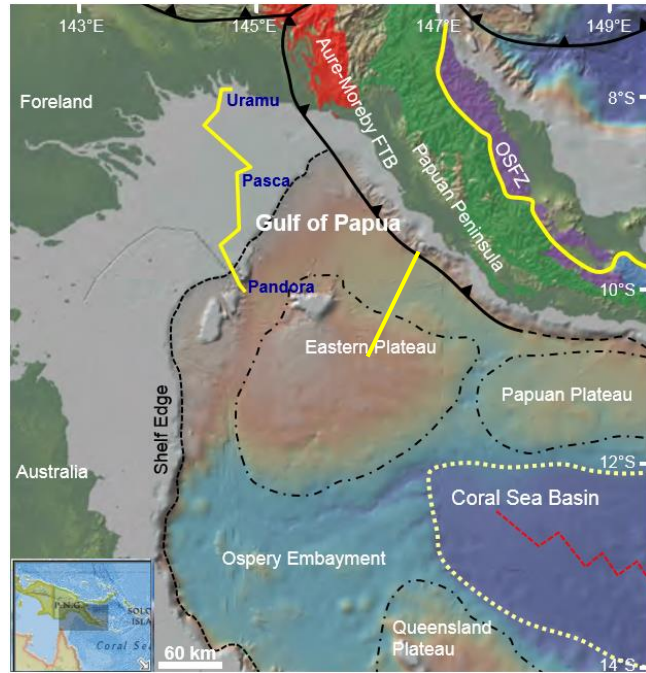 143°E
145°E
147°E
149°E
Foreland
Aure-Moreby FTB
8°S
Uramu
OSFZ
Papuan Peninsula
Pasca
Gulf of Papua
Pandora
10°S
Eastern Plateau
Papuan Plateau
Shelf Edge
12°S
Australia
Coral Sea Basin
Ospery Embayment
P.N.G.
SOLO
ISLA
Coral Sea
60 km
Queensland
Plateau
14°S